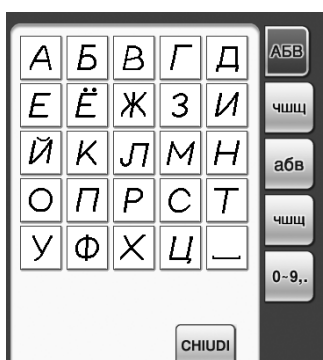 А Б В Г Д АБВ
Е Ё Ж З И чшщ
Й К Л М Н абв
О П Р С Т чшщ
У Ф Х Ц 0~9,.
CHIUDI